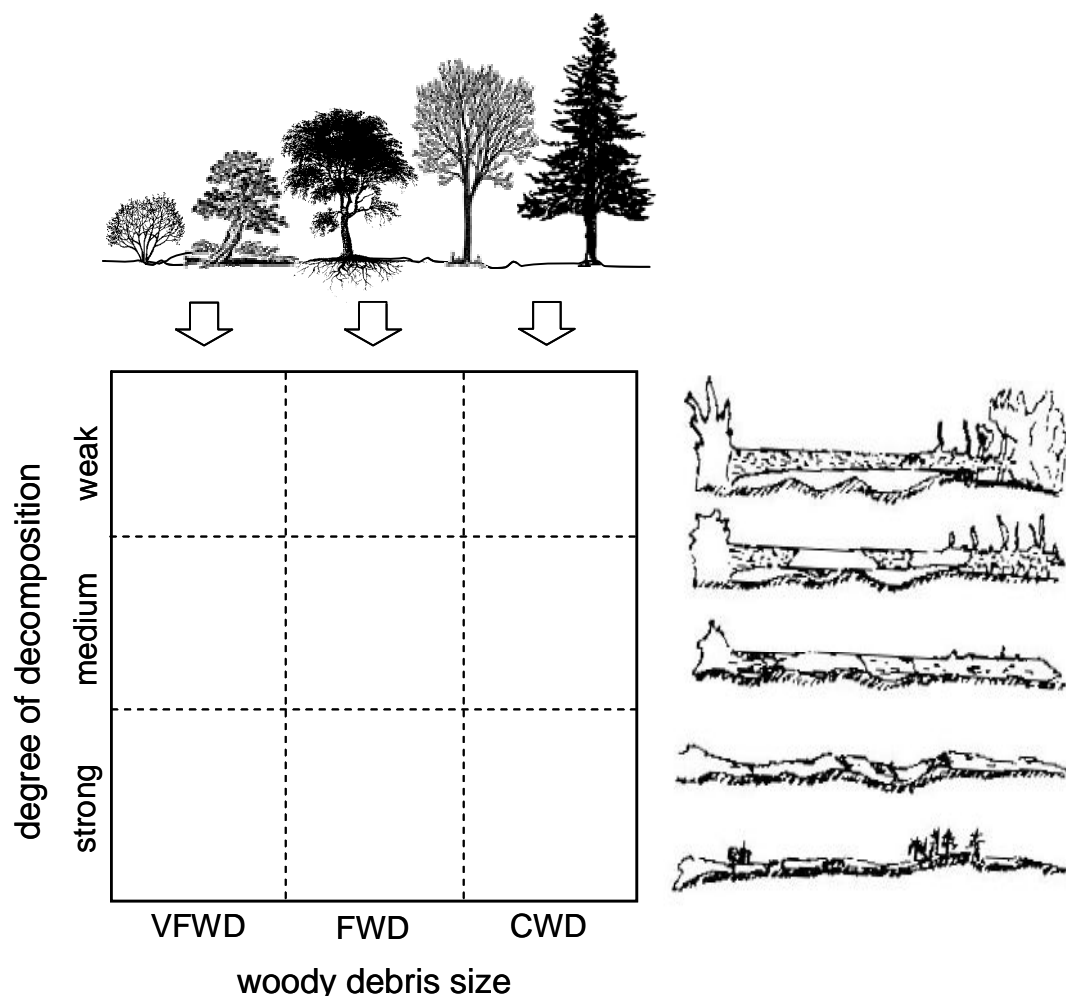 degree of decomposition
weak
medium
strong
VFWD FWD CWD
woody debris size